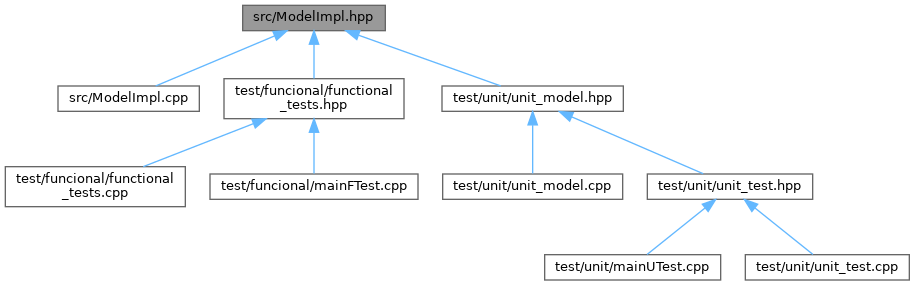 src/ModelImpl.hpp
src/ModelImpl.cpp
test/funcional/functional
_tests.hpp
test/unit/unit_model.hpp
test/funcional/functional
_tests.cpp
test/funcional/mainFTest.cpp
test/unit/unit_model.cpp
test/unit/unit_test.hpp
test/unit/mainUTest.cpp
test/unit/unit_test.cpp